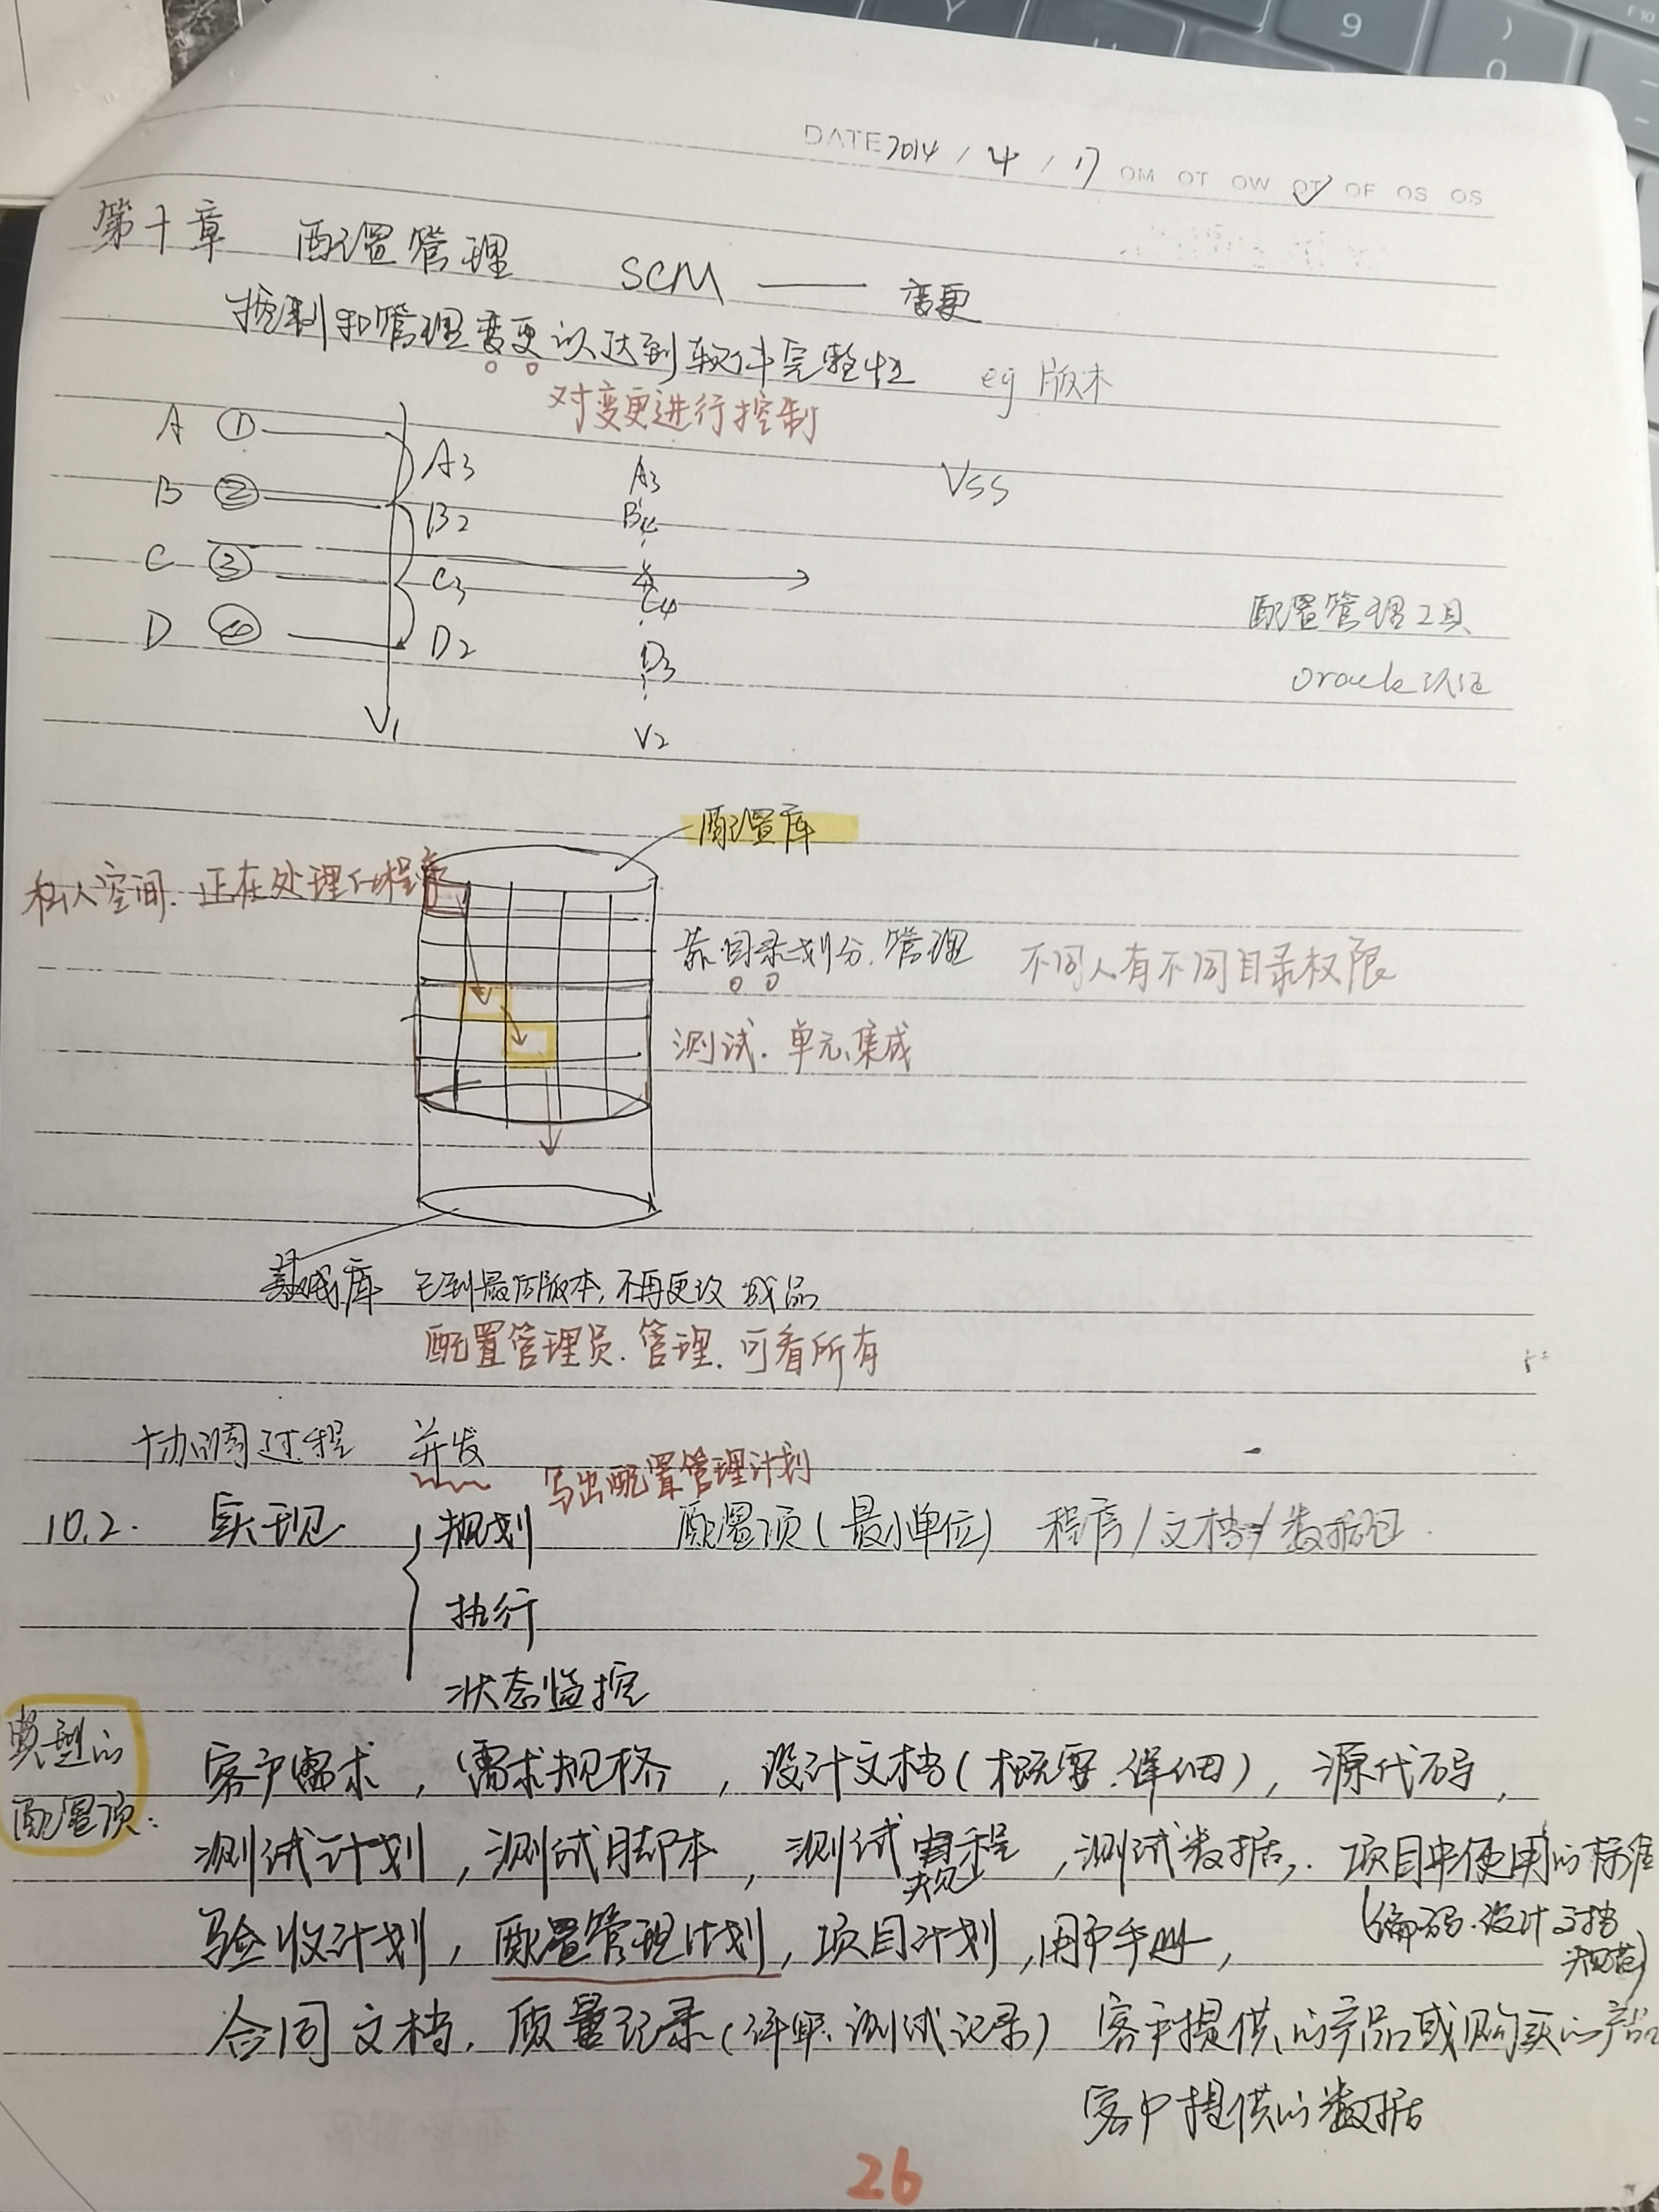 DATE 2014 / 4 / 17 OM OT OW OT OF OS OS
第十章 配置管理 SCM —— 变更
控制和管理变更以达到软件完整性 eg 版本
对变更进行控制
A ① A3 A3 VSS
B ② B2 B4
C ③ C3 C4 配置管理工具
D ④ D2 D3 Oracle认证
V1 V2
配置库
私人空间. 正在处理 程序
靠目录划分. 管理 不同人有不同目录权限
测试. 单元.集成
库 已到最后版本, 不再更改 成品
配置管理员. 管理. 可看所有
协调过程 并发
写出配置管理计划
10.2. 实现 规划 配置项(最小单位) 程序/文档/数据
执行
状态监控
典型的
配置项:
客户需求, 需求规格, 设计文档(概要.详细), 源代码,
测试计划, 测试脚本, 测试规程, 测试数据, 项目中使用的标准
(编码.设计文档规范)
验收计划, 配置管理计划, 项目计划, 用户手册,
合同文档, 质量记录(评审.测试记录) 客户提供的产品或购买的产品
客户提供的数据
26
9
)
0
F10
Y